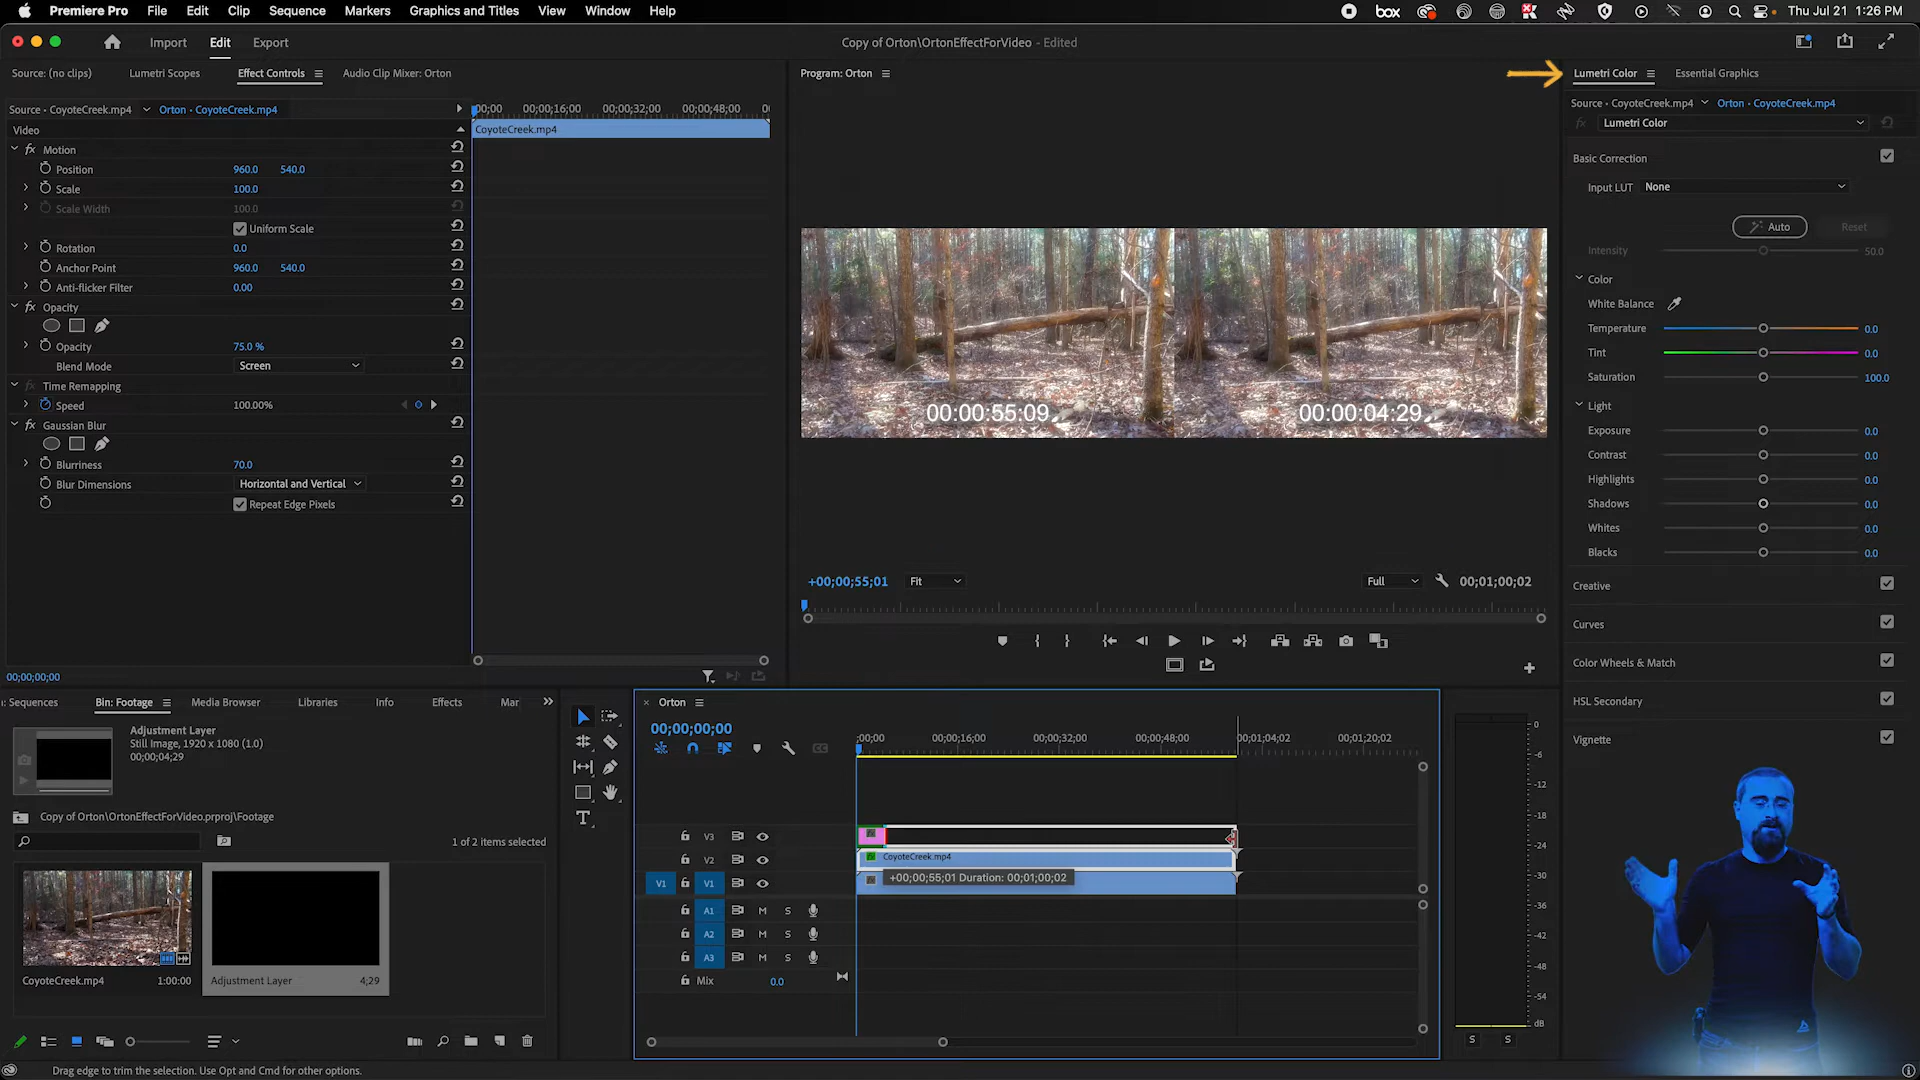 Premiere Pro File Edit Clip Sequence Markers Graphics and Titles View Window Help box Thu Jul 21 1:26 PM
Import Edit Export Copy of Orton\OrtonEffectForVideo - Edited
Source: (no clips) Lumetri Scopes Effect Controls Audio Clip Mixer: Orton
Source • CoyoteCreek.mp4 Orton • CoyoteCreek.mp4
Video
Motion
Position 960.0 540.0
Scale 100.0
Scale Width 100.0
Uniform Scale
Rotation 0.0
Anchor Point 960.0 540.0
Anti-flicker Filter 0.00
Opacity
Opacity 75.0 %
Blend Mode Screen
Time Remapping
Speed 100.00%
Gaussian Blur
Blurriness 70.0
Blur Dimensions Horizontal and Vertical
Repeat Edge Pixels
00;00;00;00
:00;00 00;00;16;00 00;00;32;00 00;00;48;00 00
CoyoteCreek.mp4
Program: Orton
00:00:55:09 00:00:04:29
+00;00;55;01 Fit Full 00;01;00;02
Lumetri Color Essential Graphics
Source • CoyoteCreek.mp4 Orton • CoyoteCreek.mp4
fx Lumetri Color
Basic Correction
Input LUT None
Auto Reset
Intensity 50.0
Color
White Balance
Temperature 0.0
Tint 0.0
Saturation 100.0
Light
Exposure 0.0
Contrast 0.0
Highlights 0.0
Shadows 0.0
Whites 0.0
Blacks 0.0
Creative
Curves
Color Wheels & Match
HSL Secondary
Vignette
: Sequences Bin: Footage Media Browser Libraries Info Effects Mar
Adjustment Layer
Still Image, 1920 x 1080 (1.0)
00;00;04;29
Copy of Orton\OrtonEffectForVideo.prproj\Footage
1 of 2 items selected
CoyoteCreek.mp4 1:00:00
Adjustment Layer 4;29
Orton
00;00;00;00
;00;00 00;00;16;00 00;00;32;00 00;00;48;00 00;01;04;02 00;01;20;02
V3
V2 CoyoteCreek.mp4
V1 V1
+00;00;55;01 Duration: 00;01;00;02
A1 M S
A2 M S
A3 M S
Mix 0.0
0
-6
-12
-18
-24
-30
-36
-42
-48
-54
dB
S S
Drag edge to trim the selection. Use Opt and Cmd for other options.